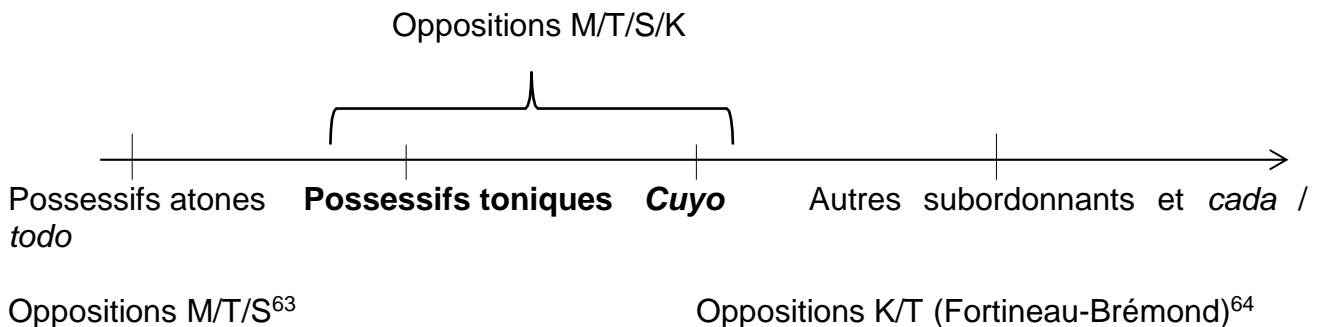 Oppositions M/T/S/K
Possessifs atones Possessifs toniques Cuyo Autres subordonnants et cada /
todo
Oppositions M/T/S63 Oppositions K/T (Fortineau-Brémond)64